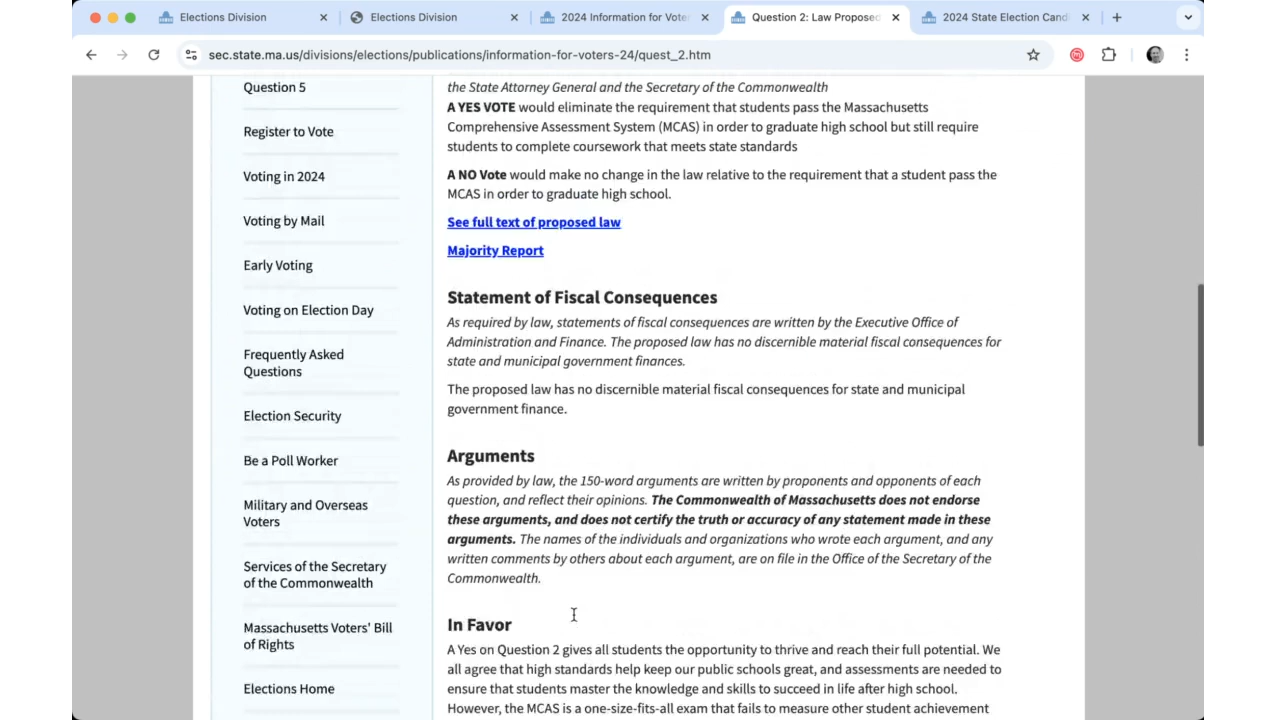 Elections Division
Elections Division
2024 Information for Voter
Question 2: Law Proposed
2024 State Election Cand
sec.state.ma.us/divisions/elections/publications/information-for-voters-24/quest_2.htm
Question 5
Register to Vote
Voting in 2024
Voting by Mail
Early Voting
Voting on Election Day
Frequently Asked
Questions
Election Security
Be a Poll Worker
Military and Overseas
Voters
Services of the Secretary
of the Commonwealth
Massachusetts Voters' Bill
of Rights
Elections Home
the State Attorney General and the Secretary of the Commonwealth
A YES VOTE would eliminate the requirement that students pass the Massachusetts
Comprehensive Assessment System (MCAS) in order to graduate high school but still require
students to complete coursework that meets state standards
A NO Vote would make no change in the law relative to the requirement that a student pass the
MCAS in order to graduate high school.
See full text of proposed law
Majority Report
Statement of Fiscal Consequences
As required by law, statements of fiscal consequences are written by the Executive Office of
Administration and Finance. The proposed law has no discernible material fiscal consequences for
state and municipal government finances.
The proposed law has no discernible material fiscal consequences for state and municipal
government finance.
Arguments
As provided by law, the 150-word arguments are written by proponents and opponents of each
question, and reflect their opinions. The Commonwealth of Massachusetts does not endorse
these arguments, and does not certify the truth or accuracy of any statement made in these
arguments. The names of the individuals and organizations who wrote each argument, and any
written comments by others about each argument, are on file in the Office of the Secretary of the
Commonwealth.
In Favor
A Yes on Question 2 gives all students the opportunity to thrive and reach their full potential. We
all agree that high standards help keep our public schools great, and assessments are needed to
ensure that students master the knowledge and skills to succeed in life after high school.
However, the MCAS is a one-size-fits-all exam that fails to measure other student achievement